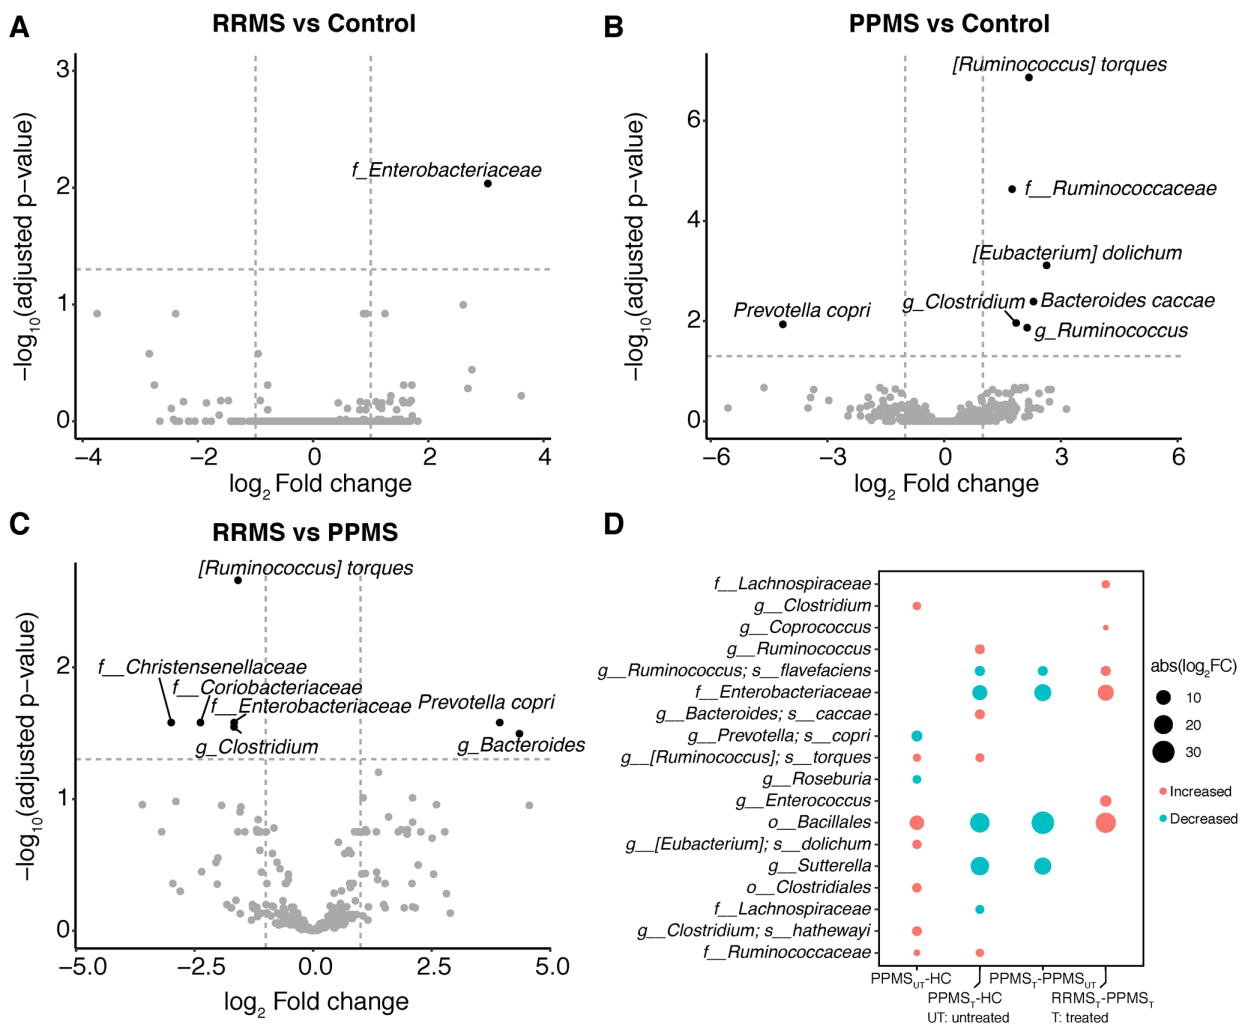 A
RRMS vs Control
−log10(adjusted p−value)
3
2
1
0
f_Enterobacteriaceae
−4
−2
0
2
4
log2 Fold change
B
PPMS vs Control
−log10(adjusted p−value)
6
4
2
0
[Ruminococcus] torques
f__Ruminococcaceae
[Eubacterium] dolichum
g_Clostridium
Bacteroides caccae
Prevotella copri
g_Ruminococcus
−6
−3
0
3
6
log2 Fold change
C
RRMS vs PPMS
−log10(adjusted p−value)
2
1
0
[Ruminococcus] torques
f__Christensenellaceae
f__Coriobacteriaceae
f__Enterobacteriaceae
Prevotella copri
g_Clostridium
g_Bacteroides
−5.0
−2.5
0.0
2.5
5.0
log2 Fold change
D
f__Lachnospiraceae
g__Clostridium
g__Coprococcus
g__Ruminococcus
g__Ruminococcus; s__flavefaciens
f__Enterobacteriaceae
g__Bacteroides; s__caccae
g__Prevotella; s__copri
g__[Ruminococcus]; s__torques
g__Roseburia
g__Enterococcus
o__Bacillales
g__[Eubacterium]; s__dolichum
g__Sutterella
o__Clostridiales
f__Lachnospiraceae
g__Clostridium; s__hathewayi
f__Ruminococcaceae
PPMSUT-HC
PPMST-HC
PPMST-PPMSUT
RRMST-PPMST
UT: untreated
T: treated
abs(log2FC)
10
20
30
Increased
Decreased